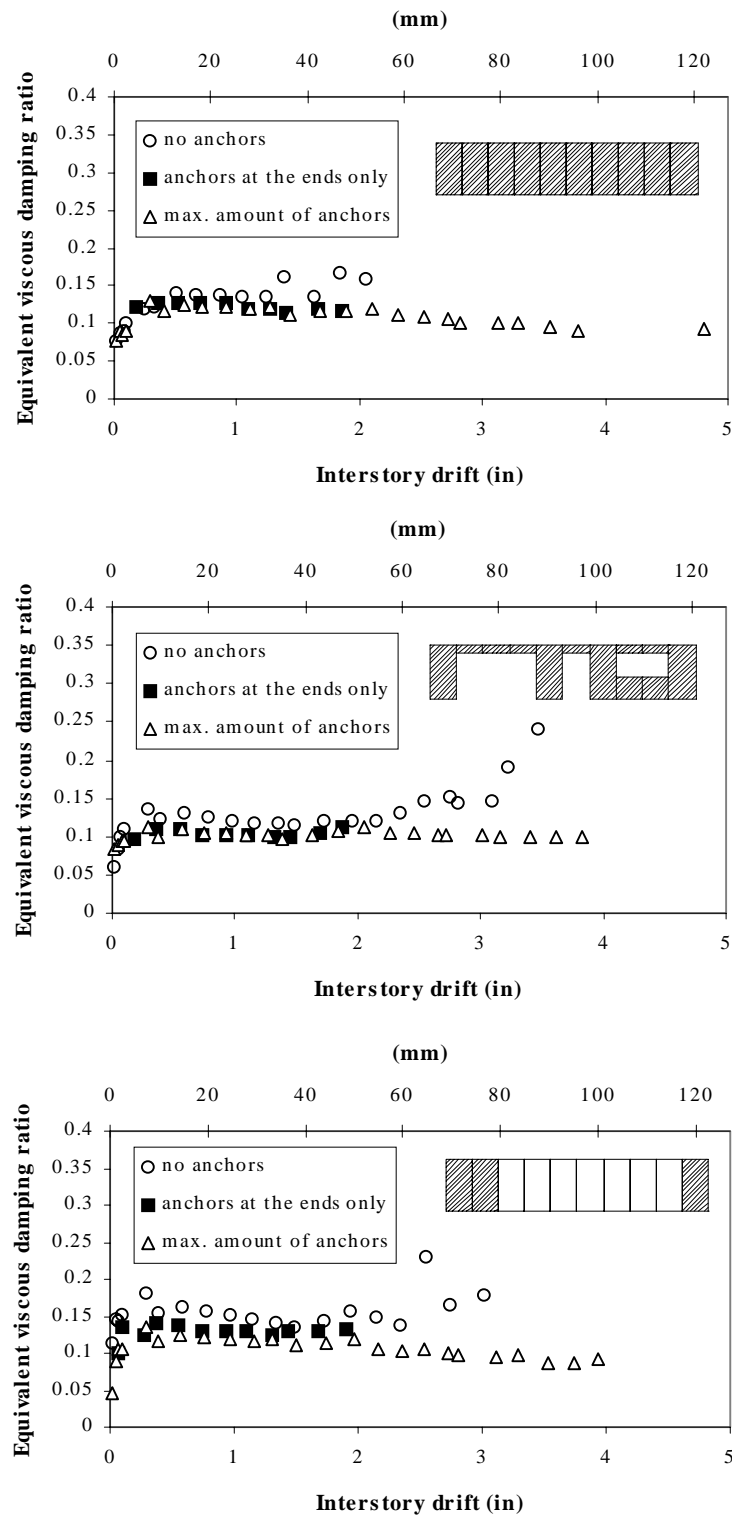 (mm)
0 20 40 60 80 100 120
Equivalent viscous damping ratio
0.4
0.35
0.3
0.25
0.2
0.15
0.1
0.05
0
no anchors
anchors at the ends only
max. amount of anchors
0 1 2 3 4 5
Interstory drift (in)
(mm)
0 20 40 60 80 100 120
Equivalent viscous damping ratio
0.4
0.35
0.3
0.25
0.2
0.15
0.1
0.05
0
no anchors
anchors at the ends only
max. amount of anchors
0 1 2 3 4 5
Interstory drift (in)
(mm)
0 20 40 60 80 100 120
Equivalent viscous damping ratio
0.4
0.35
0.3
0.25
0.2
0.15
0.1
0.05
0
no anchors
anchors at the ends only
max. amount of anchors
0 1 2 3 4 5
Interstory drift (in)